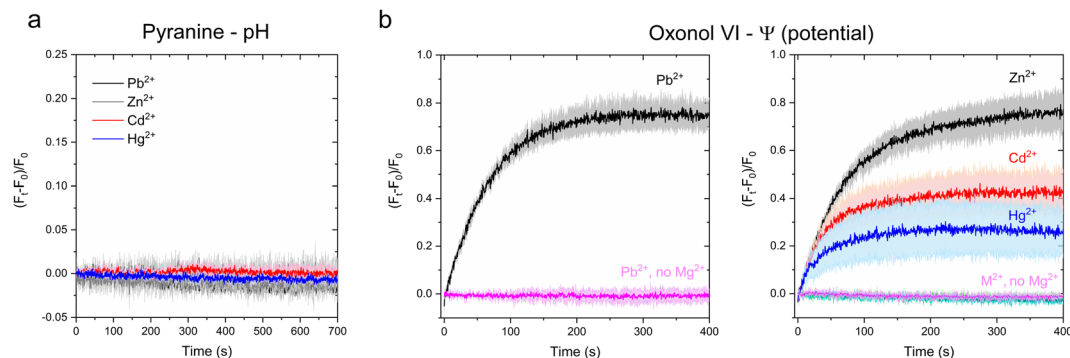 a
Pyranine - pH
0.25
0.20
0.15
0.10
0.05
0.00
-0.05
(Ft-F0)/F0
Pb2+
Zn2+
Cd2+
Hg2+
0 100 200 300 400 500 600 700
Time (s)
b
Oxonol VI - Ψ (potential)
1.0
0.8
0.6
0.4
0.2
0.0
(Ft-F0)/F0
Pb2+
Pb2+, no Mg2+
0 100 200 300 400
Time (s)
1.0
0.8
0.6
0.4
0.2
0.0
(Ft-F0)/F0
Zn2+
Cd2+
Hg2+
M2+, no Mg2+
0 100 200 300 400
Time (s)